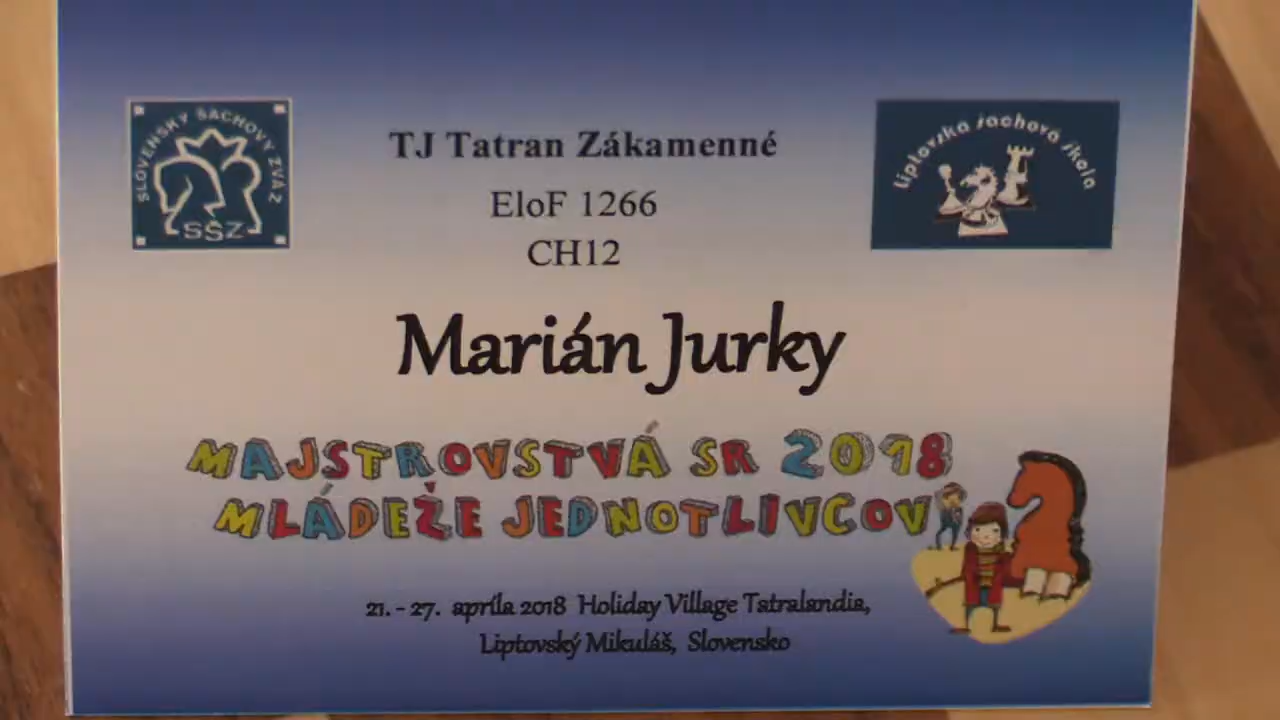 SLOVENSKÝ ŠACHOVÝ ZVÄZ
SŠZ
TJ Tatran Zákamenné
EloF 1266
CH12
Liptovská šachová škola
Marián Jurky
MAJSTROVSTVÁ SR 2018
MLÁDEŽE JEDNOTLIVCOV
21. - 27. apríla 2018 Holiday Village Tatralandia,
Liptovský Mikuláš, Slovensko